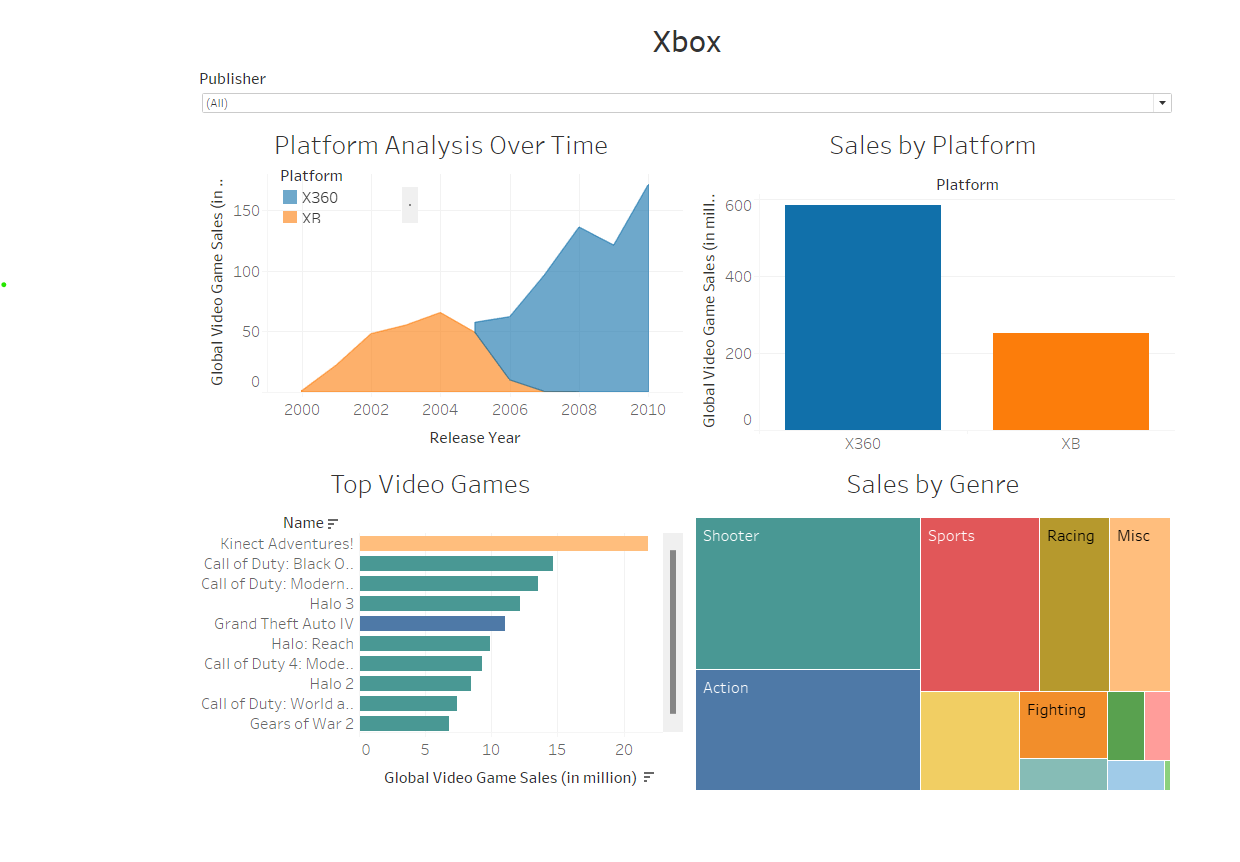 Xbox
Publisher
(All)
Platform Analysis Over Time
Platform
X360
XB
Global Video Game Sales (in ..
150
100
50
0
2000 2002 2004 2006 2008 2010
Release Year
Sales by Platform
Platform
Global Video Game Sales (in mill..
600
400
200
0
X360 XB
Top Video Games
Name
Kinect Adventures!
Call of Duty: Black O..
Call of Duty: Modern..
Halo 3
Grand Theft Auto IV
Halo: Reach
Call of Duty 4: Mode..
Halo 2
Call of Duty: World a..
Gears of War 2
0 5 10 15 20
Global Video Game Sales (in million)
Sales by Genre
Shooter
Sports
Racing
Misc
Action
Fighting